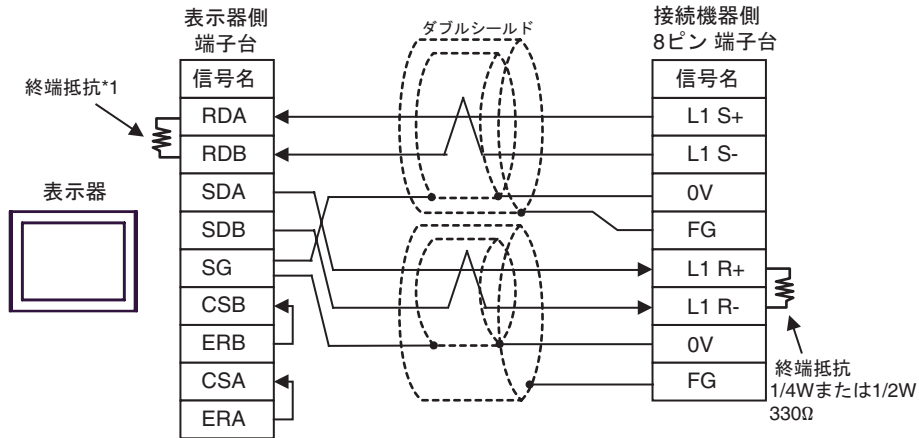 表示器側
端子台
信号名
RDA
RDB
SDA
SDB
SG
CSB
ERB
CSA
ERA
終端抵抗*1
表示器
ダブルシールド
接続機器側
8ピン 端子台
信号名
L1 S+
L1 S-
0V
FG
L1 R+
L1 R-
0V
FG
終端抵抗
1/4Wまたは1/2W
330Ω